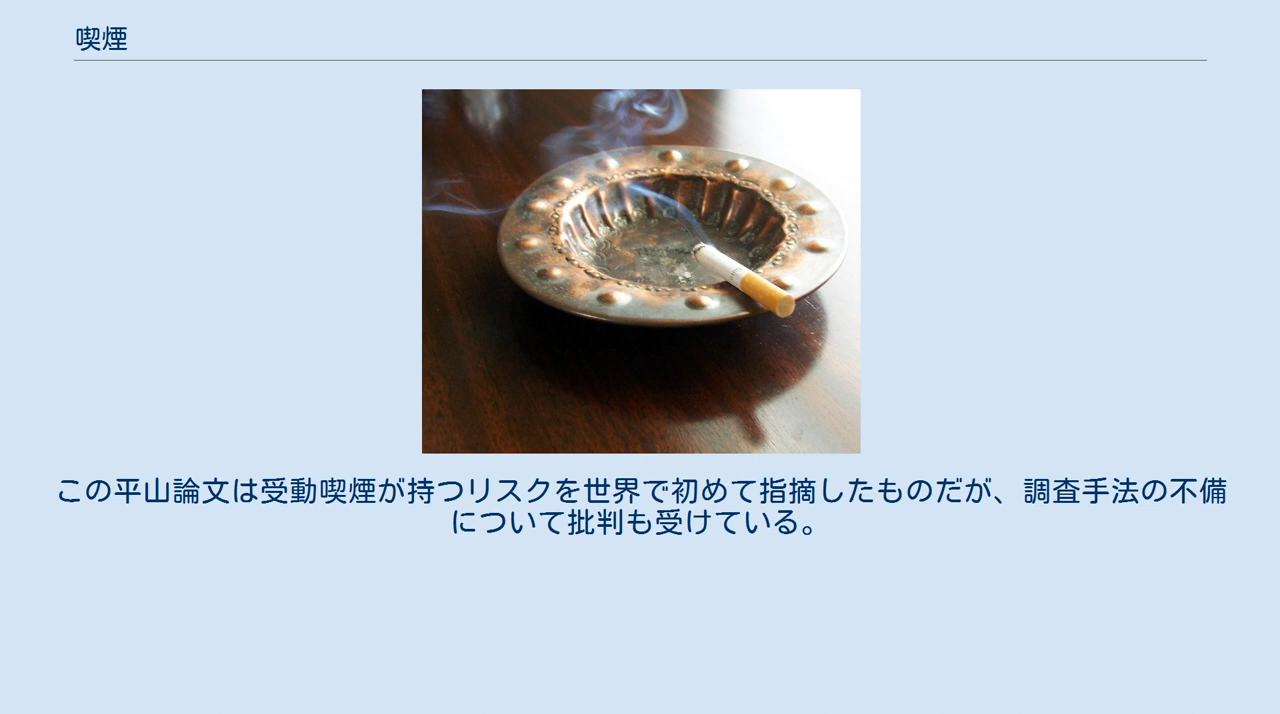 喫煙
この平山論文は受動喫煙が持つリスクを世界で初めて指摘したものだが、調査手法の不備
について批判も受けている。